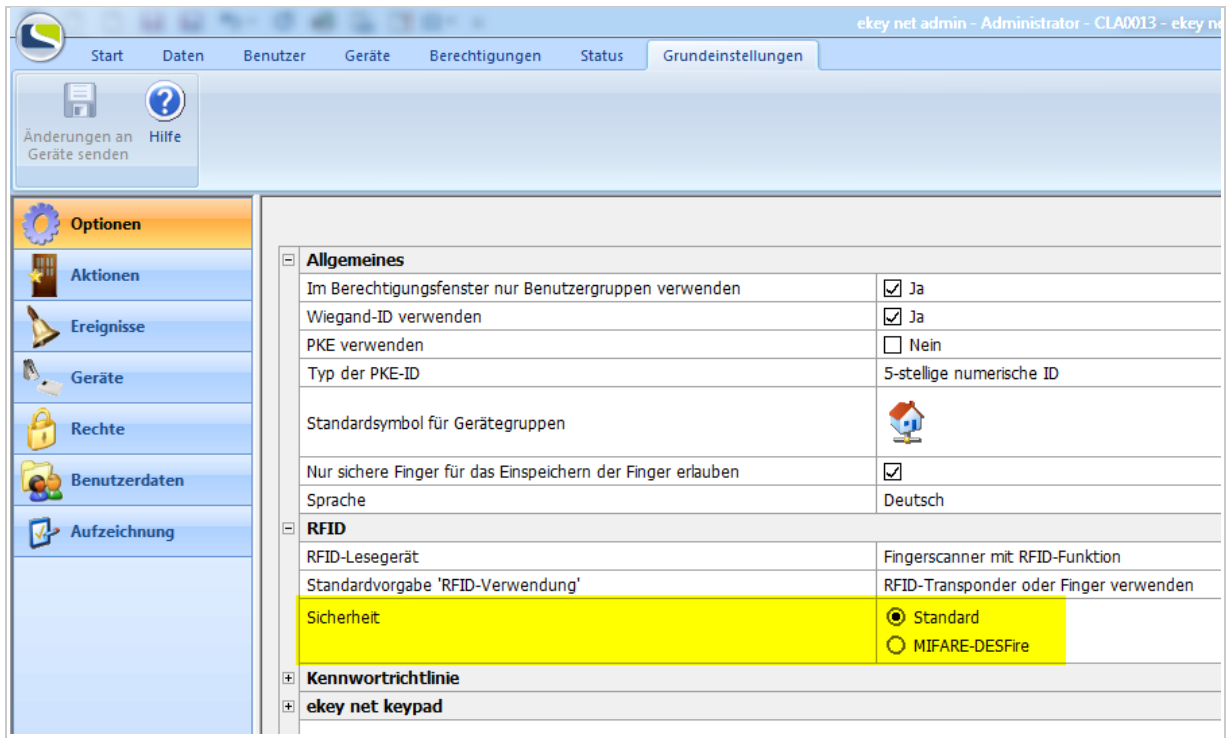 ekey net admin - Administrator - CLA0013 - ekey ne
Start Daten Benutzer Geräte Berechtigungen Status Grundeinstellungen
Änderungen an Geräte senden
Hilfe
Optionen
Aktionen
Ereignisse
Geräte
Rechte
Benutzerdaten
Aufzeichnung
Allgemeines
Im Berechtigungsfenster nur Benutzergruppen verwenden Ja
Wiegand-ID verwenden Ja
PKE verwenden Nein
Typ der PKE-ID 5-stellige numerische ID
Standardsymbol für Gerätegruppen
Nur sichere Finger für das Einspeichern der Finger erlauben
Sprache Deutsch
RFID
RFID-Lesegerät Fingerscanner mit RFID-Funktion
Standardvorgabe 'RFID-Verwendung' RFID-Transponder oder Finger verwenden
Sicherheit Standard
MIFARE-DESFire
Kennwortrichtlinie
ekey net keypad